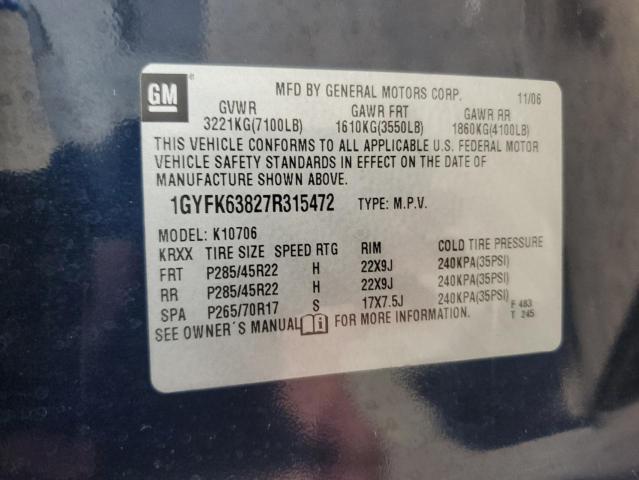 GM ®
MFD BY GENERAL MOTORS CORP. 11/06
GVWR GAWR FRT GAWR RR
3221KG(7100LB) 1610KG(3550LB) 1860KG(4100LB)
THIS VEHICLE CONFORMS TO ALL APPLICABLE U.S. FEDERAL MOTOR
VEHICLE SAFETY STANDARDS IN EFFECT ON THE DATE OF
MANUFACTURE SHOWN ABOVE.
1GYFK63827R315472 TYPE: M.P.V.
MODEL: K10706
KRXX TIRE SIZE SPEED RTG RIM COLD TIRE PRESSURE
FRT P285/45R22 H 22X9J 240KPA(35PSI)
RR P285/45R22 H 22X9J 240KPA(35PSI)
SPA P265/70R17 S 17X7.5J 240KPA(35PSI)
SEE OWNER´S MANUAL i FOR MORE INFORMATION.
F 483
T 245